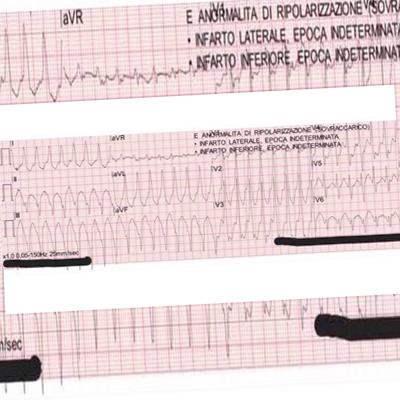 aVR
E ANORMALITA DI RIPOLARIZZAZIONE (SOVRA
• INFARTO LATERALE, EPOCA INDETERMINATA
• INFARTO INFERIORE, EPOCA INDETERMINAT
I
aVR
E ANORMALITA DI RIPOLARIZZAZIONE (SOVRACCARICO)
• INFARTO LATERALE, EPOCA INDETERMINATA
• INFARTO INFERIORE, EPOCA INDETERMINATA
II
aVL
V2
V5
III
aVF
V3
V6
x1.0 0.05-150Hz 25mm/sec
m/sec